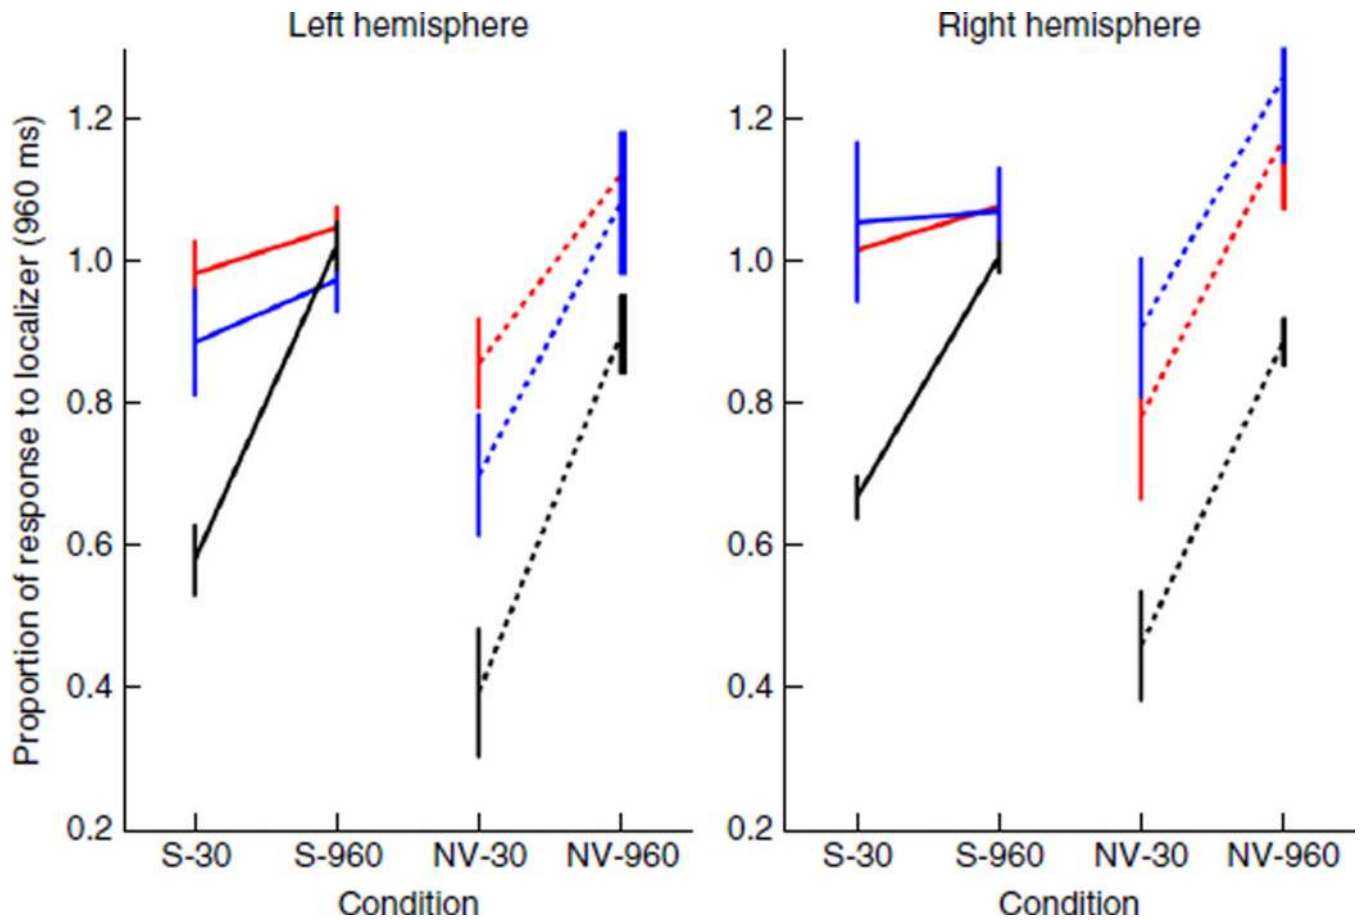 Left hemisphere
Proportion of response to localizer (960 ms)
1.2
1.0
0.8
0.6
0.4
0.2
S-30 S-960 NV-30 NV-960
Condition
Right hemisphere
1.2
1.0
0.8
0.6
0.4
0.2
S-30 S-960 NV-30 NV-960
Condition